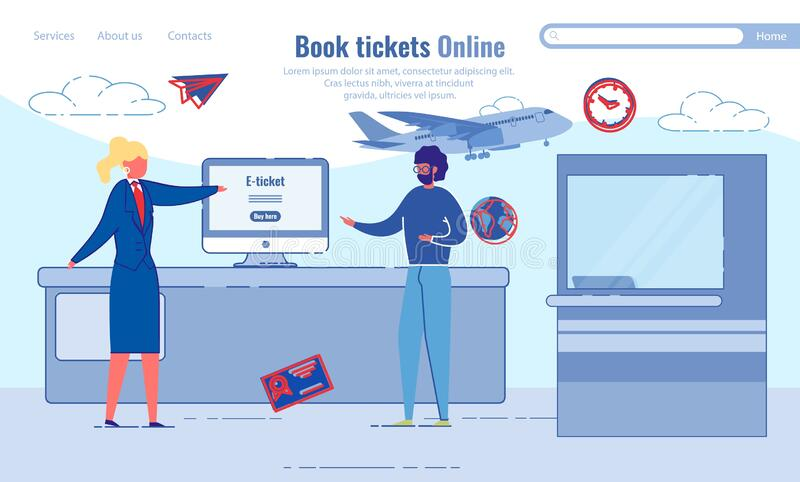 Services
About us
Contacts
Book tickets Online
Lorem ipsum dolor sit amet, consectetur adipiscing elit.
Cras lectus nibh, viverra at tincidunt
gravida, ultricies vel ipsum.
Home
E-ticket
Buy here
dreamstime